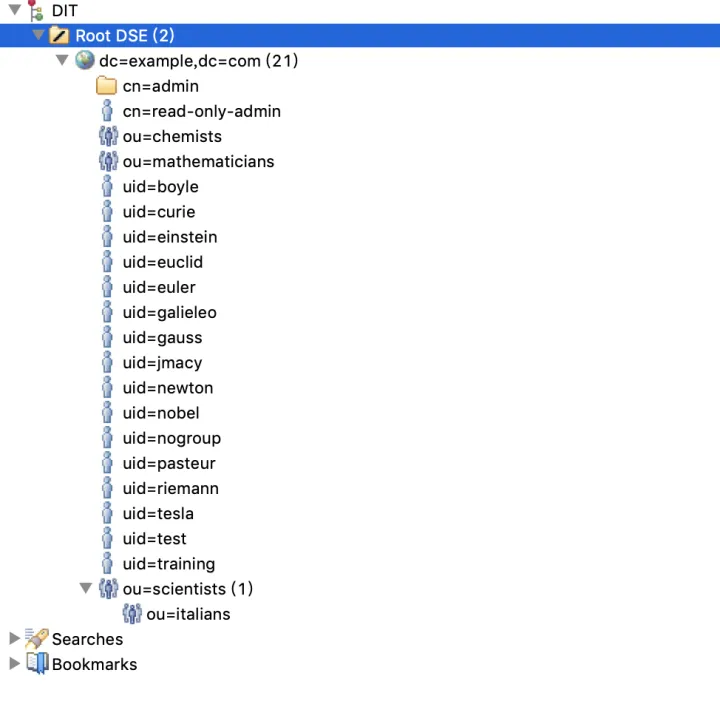 DIT
Root DSE (2)
dc=example,dc=com (21)
cn=admin
cn=read-only-admin
ou=chemists
ou=mathematicians
uid=boyle
uid=curie
uid=einstein
uid=euclid
uid=euler
uid=galieleo
uid=gauss
uid=jmacy
uid=newton
uid=nobel
uid=nogroup
uid=pasteur
uid=riemann
uid=tesla
uid=test
uid=training
ou=scientists (1)
ou=italians
Searches
Bookmarks